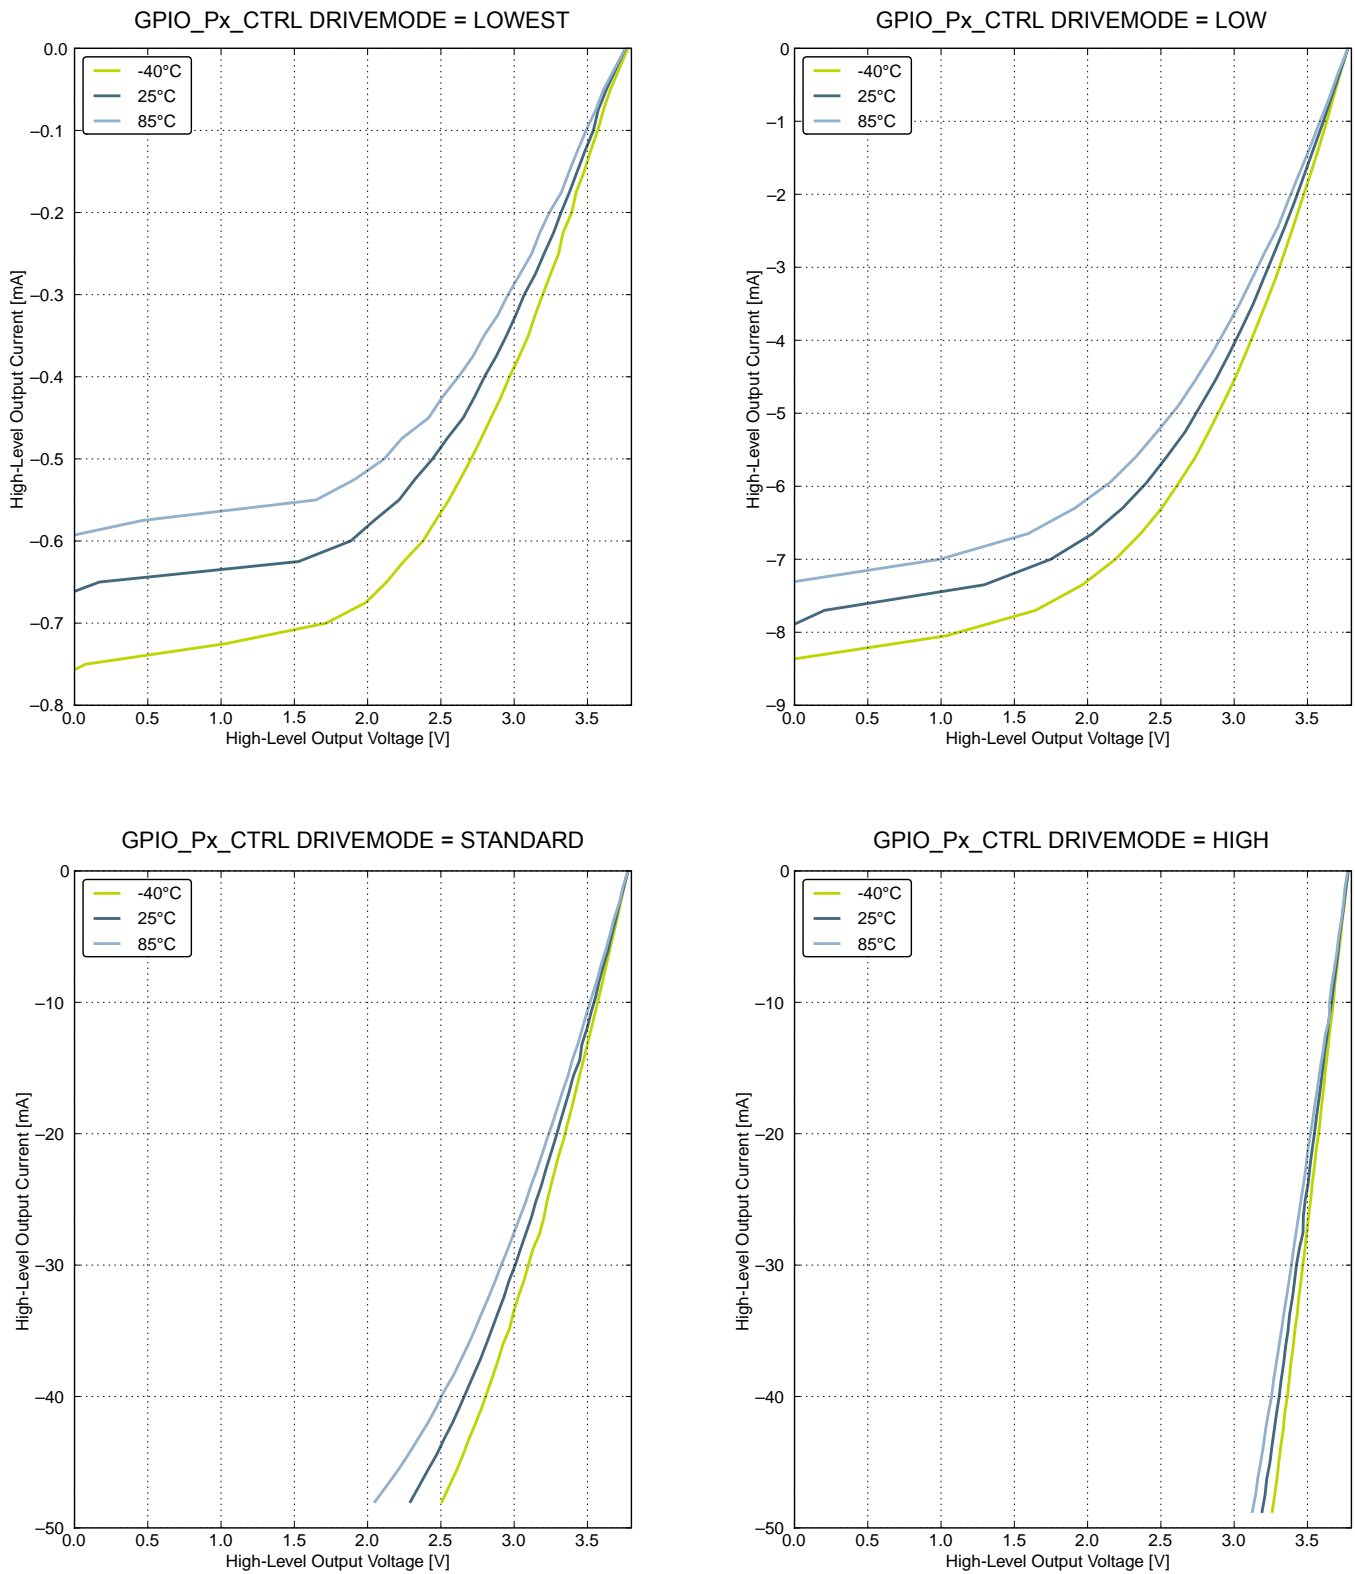 GPIO_Px_CTRL DRIVEMODE = LOWEST
0.0
–0.1
–0.2
–0.3
–0.4
–0.5
–0.6
–0.7
–0.8
High-Level Output Current [mA]
-40°C
25°C
85°C
0.0 0.5 1.0 1.5 2.0 2.5 3.0 3.5
High-Level Output Voltage [V]
GPIO_Px_CTRL DRIVEMODE = LOW
0
–1
–2
–3
–4
–5
–6
–7
–8
–9
High-Level Output Current [mA]
-40°C
25°C
85°C
0.0 0.5 1.0 1.5 2.0 2.5 3.0 3.5
High-Level Output Voltage [V]
GPIO_Px_CTRL DRIVEMODE = STANDARD
0
–10
–20
–30
–40
–50
High-Level Output Current [mA]
-40°C
25°C
85°C
0.0 0.5 1.0 1.5 2.0 2.5 3.0 3.5
High-Level Output Voltage [V]
GPIO_Px_CTRL DRIVEMODE = HIGH
0
–10
–20
–30
–40
–50
High-Level Output Current [mA]
-40°C
25°C
85°C
0.0 0.5 1.0 1.5 2.0 2.5 3.0 3.5
High-Level Output Voltage [V]